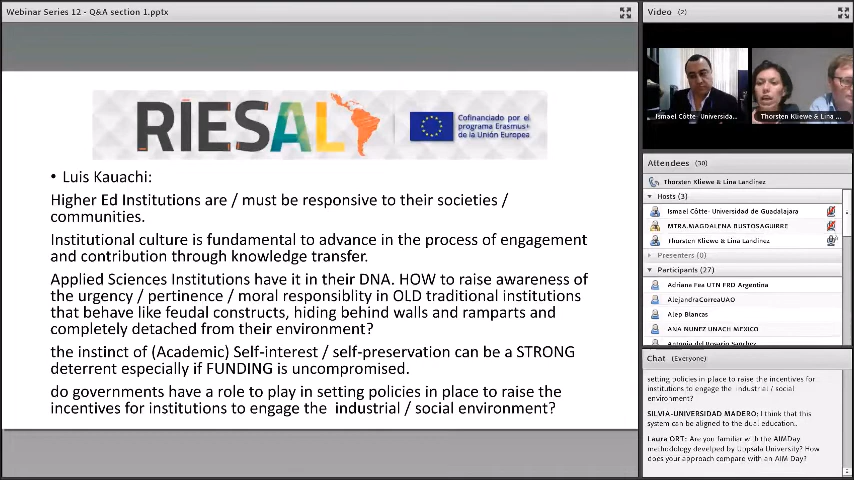 Webinar Series 12 - Q&A section 1.pptx
RIESAL
Cofinanciado por el
programa Erasmus+
de la Unión Europea
• Luis Kauachi:
Higher Ed Institutions are / must be responsive to their societies /
communities.
Institutional culture is fundamental to advance in the process of engagement
and contribution through knowledge transfer.
Applied Sciences Institutions have it in their DNA. HOW to raise awareness of
the urgency / pertinence / moral responsiblity in OLD traditional institutions
that behave like feudal constructs, hiding behind walls and ramparts and
completely detached from their environment?
the instinct of (Academic) Self-interest / self-preservation can be a STRONG
deterrent especially if FUNDING is uncompromised.
do governments have a role to play in setting policies in place to raise the
incentives for institutions to engage the industrial / social environment?
Video (2)
Ismael Còtte- Universida...
Thorsten Kliewe & Lina ...
Attendees (30)
Thorsten Kliewe & Lina Landinez
Hosts (3)
Ismael Còtte- Universidad de Guadalajara
MTRA.MAGDALENA BUSTOSAGUIRRE
Thorsten Kliewe & Lina Landinez
Presenters (0)
Participants (27)
Adriana Fea UTN FRD Argentina
AlejandraCorreaUAO
Alep Blancas
ANA NUNEZ UNACH MEXICO
Antonia del Rosario Sanchez
Chat (Everyone)
setting policies in place to raise the incentives for
institutions to engage the industrial / social
environment?
SILVIA-UNIVERSIDAD MADERO: I think that this
system can be aligned to the dual education..
Laura ORT: Are you familiar with the AIMDay
methodology develped by Uppsala University? How
does your approach compare with an AIM Day?